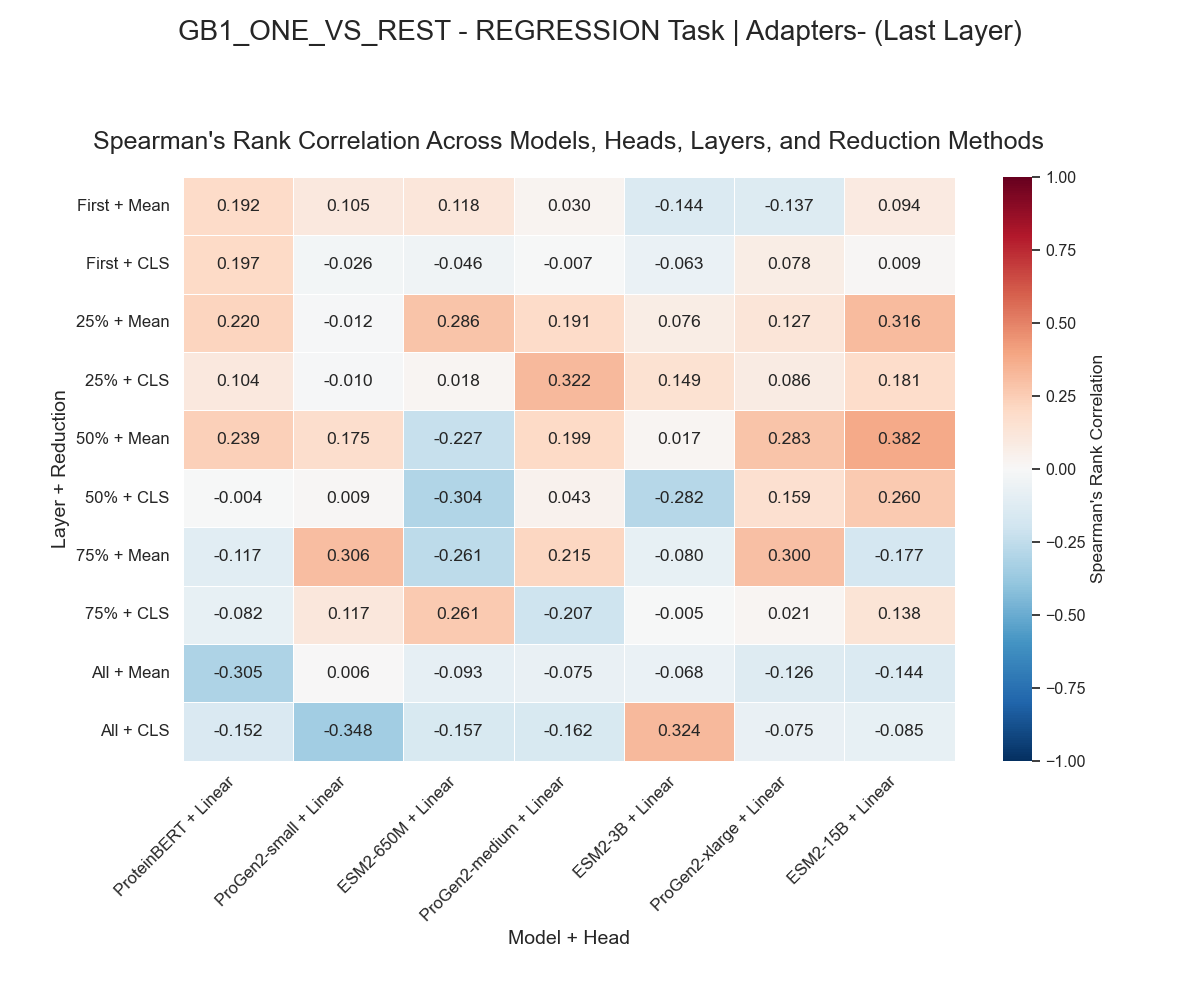 GB1_ONE_VS_REST - REGRESSION Task | Adapters- (Last Layer)
Spearman's Rank Correlation Across Models, Heads, Layers, and Reduction Methods
Layer + Reduction
First + Mean 0.192 0.105 0.118 0.030 -0.144 -0.137 0.094
First + CLS 0.197 -0.026 -0.046 -0.007 -0.063 0.078 0.009
25% + Mean 0.220 -0.012 0.286 0.191 0.076 0.127 0.316
25% + CLS 0.104 -0.010 0.018 0.322 0.149 0.086 0.181
50% + Mean 0.239 0.175 -0.227 0.199 0.017 0.283 0.382
50% + CLS -0.004 0.009 -0.304 0.043 -0.282 0.159 0.260
75% + Mean -0.117 0.306 -0.261 0.215 -0.080 0.300 -0.177
75% + CLS -0.082 0.117 0.261 -0.207 -0.005 0.021 0.138
All + Mean -0.305 0.006 -0.093 -0.075 -0.068 -0.126 -0.144
All + CLS -0.152 -0.348 -0.157 -0.162 0.324 -0.075 -0.085
ProteinBERT + Linear
ProGen2-small + Linear
ESM2-650M + Linear
ProGen2-medium + Linear
ESM2-3B + Linear
ProGen2-xlarge + Linear
ESM2-15B + Linear
Model + Head
1.00
0.75
0.50
0.25
0.00
−0.25
−0.50
−0.75
−1.00
Spearman's Rank Correlation